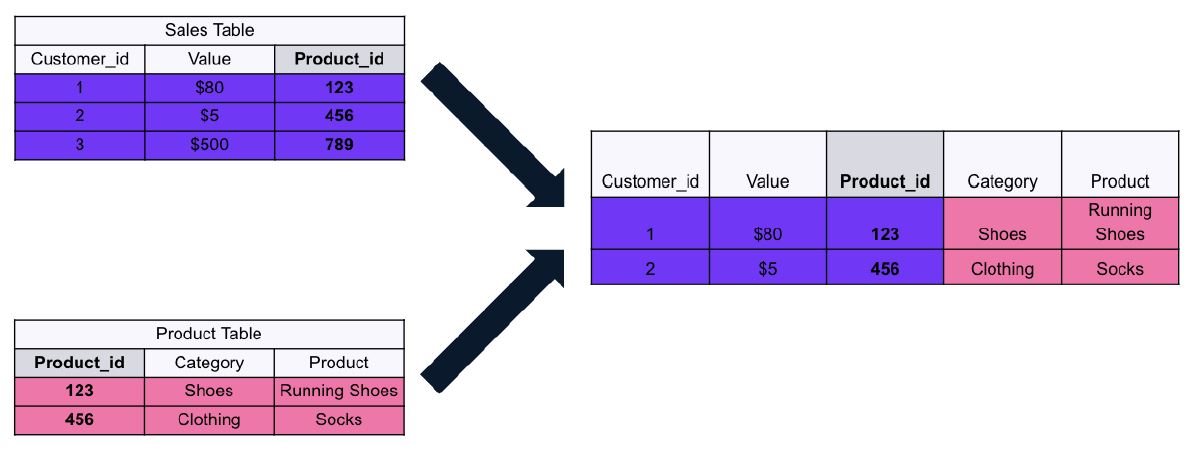 Sales Table
Customer_id Value Product_id
1 $80 123
2 $5 456
3 $500 789
Customer_id Value Product_id Category Product
1 $80 123 Shoes Running Shoes
2 $5 456 Clothing Socks
Product Table
Product_id Category Product
123 Shoes Running Shoes
456 Clothing Socks